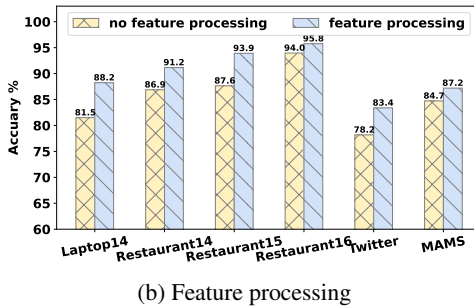 no feature processing
feature processing
Accuary %
100
95
90
85
80
75
70
65
60
81.5
88.2
86.9
91.2
87.6
93.9
94.0
95.8
78.2
83.4
84.7
87.2
Laptop14
Restaurant14
Restaurant15
Restaurant16
Twitter
MAMS
(b) Feature processing